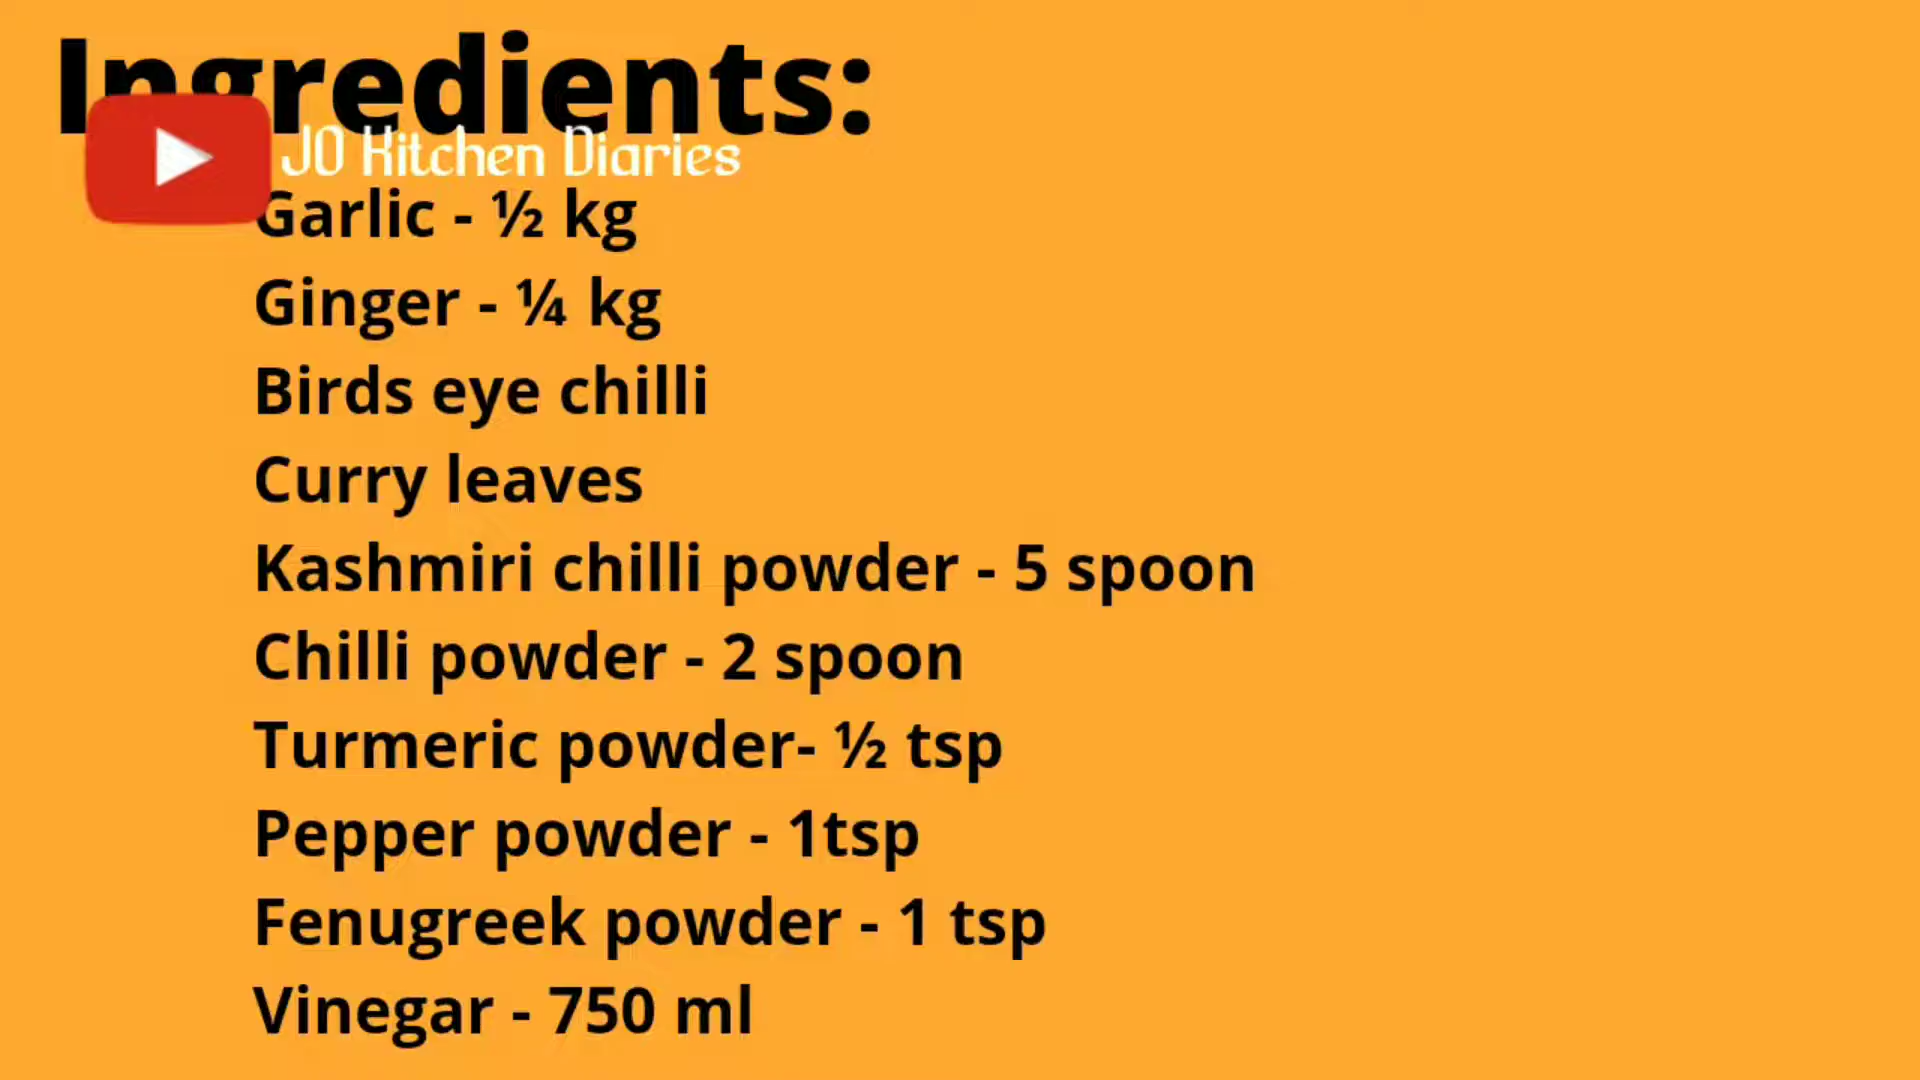 Ingredients:
JO Kitchen Diaries
Garlic - ½ kg
Ginger - ¼ kg
Birds eye chilli
Curry leaves
Kashmiri chilli powder - 5 spoon
Chilli powder - 2 spoon
Turmeric powder- ½ tsp
Pepper powder - 1tsp
Fenugreek powder - 1 tsp
Vinegar - 750 ml